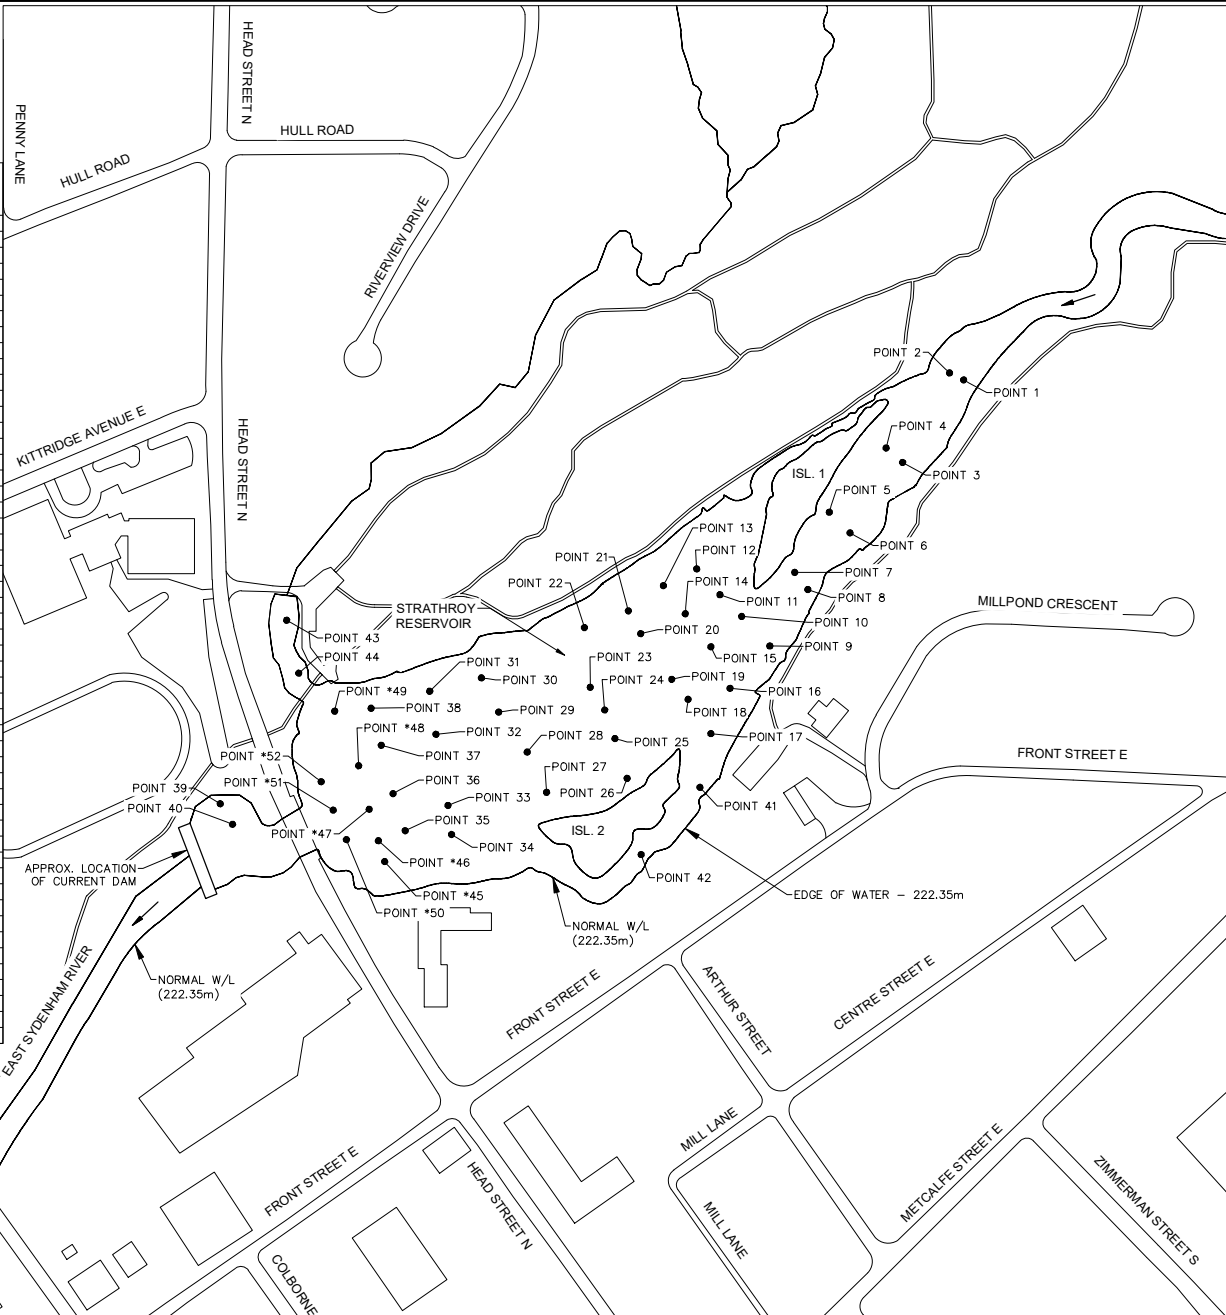 HEAD STREET N
PENNY LANE
HULL ROAD
HULL ROAD
RIVERVIEW DRIVE
KITTRIDGE AVENUE E
HEAD STREET N
POINT 2
POINT 1
POINT 4
POINT 3
ISL. 1
POINT 5
POINT 6
POINT 13
POINT 12
POINT 21
POINT 22
POINT 14
POINT 7
POINT 11
POINT 8
POINT 10
MILLPOND CRESCENT
STRATHROY
RESERVOIR
POINT 20
POINT 43
POINT 44
POINT 9
POINT 15
POINT 31
POINT 23
POINT 30
POINT 24
POINT 19
POINT 16
POINT *49
POINT 38
POINT 29
POINT 18
POINT *48
POINT 32
POINT 28
POINT 25
POINT 17
POINT *52
POINT 37
FRONT STREET E
POINT 27
POINT *51
POINT 36
POINT 39
POINT 26
POINT 33
POINT 41
POINT 40
POINT 35
POINT *47
ISL. 2
POINT 34
POINT *46
APPROX. LOCATION
OF CURRENT DAM
POINT 42
POINT *45
EDGE OF WATER - 222.35m
POINT *50
NORMAL W/L
(222.35m)
NORMAL W/L
(222.35m)
EAST SYDENHAM RIVER
FRONT STREET E
ARTHUR STREET
CENTRE STREET E
MILL LANE
METCALFE STREET E
ZIMMERMAN STREET S
FRONT STREET E
HEAD STREET N
MILL LANE
COLBORNE